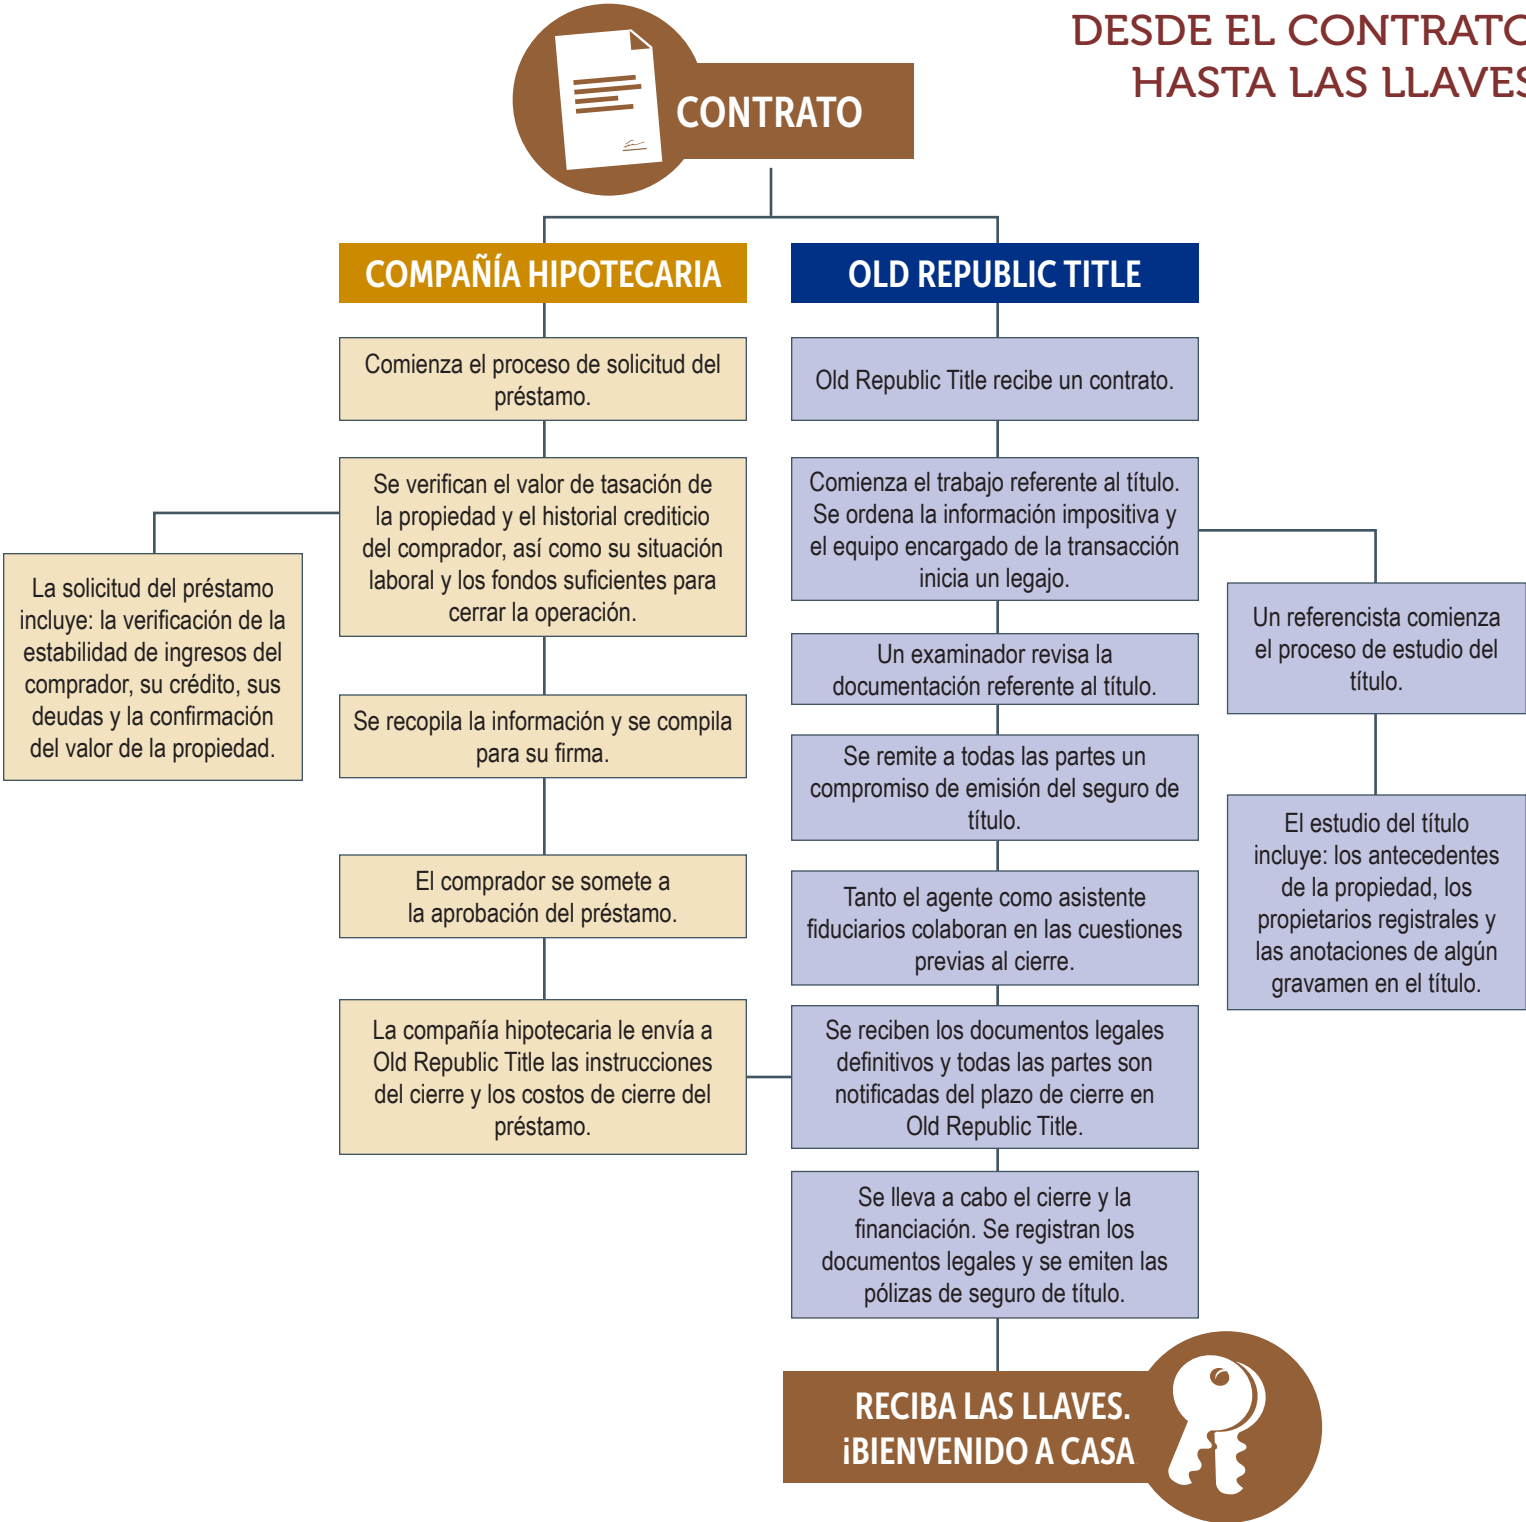 DESDE EL CONTRATO
HASTA LAS LLAVES
CONTRATO
COMPAÑÍA HIPOTECARIA
Comienza el proceso de solicitud del
préstamo.
Se verifican el valor de tasación de
la propiedad y el historial crediticio
del comprador, así como su situación
laboral y los fondos suficientes para
cerrar la operación.
La solicitud del préstamo
incluye: la verificación de la
estabilidad de ingresos del
comprador, su crédito, sus
deudas y la confirmación
del valor de la propiedad.
Se recopila la información y se compila
para su firma.
El comprador se somete a
la aprobación del préstamo.
La compañía hipotecaria le envía a
Old Republic Title las instrucciones
del cierre y los costos de cierre del
préstamo.
OLD REPUBLIC TITLE
Old Republic Title recibe un contrato.
Comienza el trabajo referente al título.
Se ordena la información impositiva y
el equipo encargado de la transacción
inicia un legajo.
Un referencista comienza
el proceso de estudio del
título.
El estudio del título
incluye: los antecedentes
de la propiedad, los
propietarios registrales y
las anotaciones de algún
gravamen en el título.
Un examinador revisa la
documentación referente al título.
Se remite a todas las partes un
compromiso de emisión del seguro de
título.
Tanto el agente como asistente
fiduciarios colaboran en las cuestiones
previas al cierre.
Se reciben los documentos legales
definitivos y todas las partes son
notificadas del plazo de cierre en
Old Republic Title.
Se lleva a cabo el cierre y la
financiación. Se registran los
documentos legales y se emiten las
pólizas de seguro de título.
RECIBA LAS LLAVES.
¡BIENVENIDO A CASA